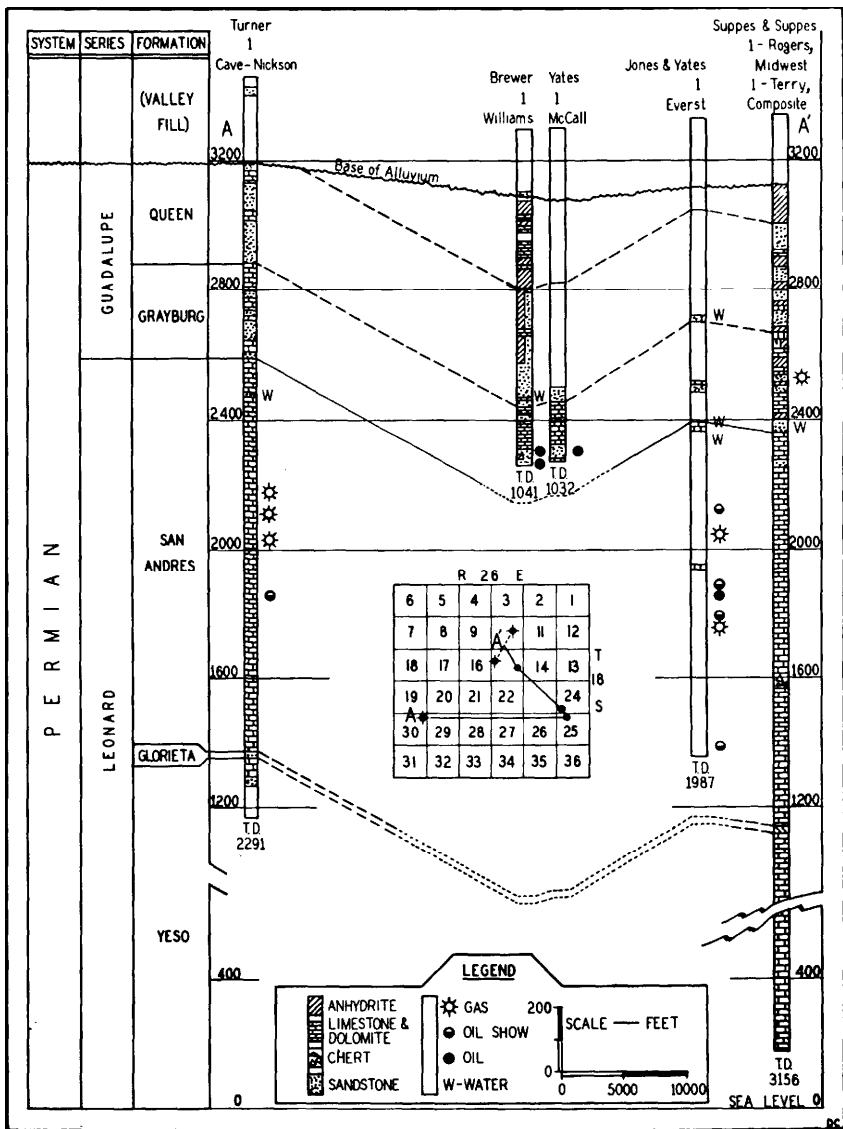 SYSTEM SERIES FORMATION
Turner
1
Cave-Nickson
Brewer
1
Williams
Yates
1
McCall
Jones & Yates
1
Everst
Suppes & Suppes
1-Rogers,
Midwest
1-Terry,
Composite
(VALLEY
FILL)
A
A'
3200
3200
Base of Alluvium
QUEEN
GUADALUPE
2800
2800
GRAYBURG
W
W
W
2400
W
W
2400
W
T.D.
1041
T.D.
1032
PERMIAN
SAN
ANDRES
2000
2000
R 26 E
6 5 4 3 2 1
7 8 9 11 12
A'
18 17 16 14 13
T
18
S
19 20 21 22 24
A
30 29 28 27 26 25
31 32 33 34 35 36
1600
1600
LEONARD
GLORIETA
T.D.
1987
1200
1200
T.D.
2291
YESO
400
400
LEGEND
ANHYDRITE
LIMESTONE &
DOLOMITE
CHERT
SANDSTONE
GAS
OIL SHOW
OIL
W-WATER
200
SCALE — FEET
0
0 5000 10000
T.D.
3156
0
SEA LEVEL 0
DC